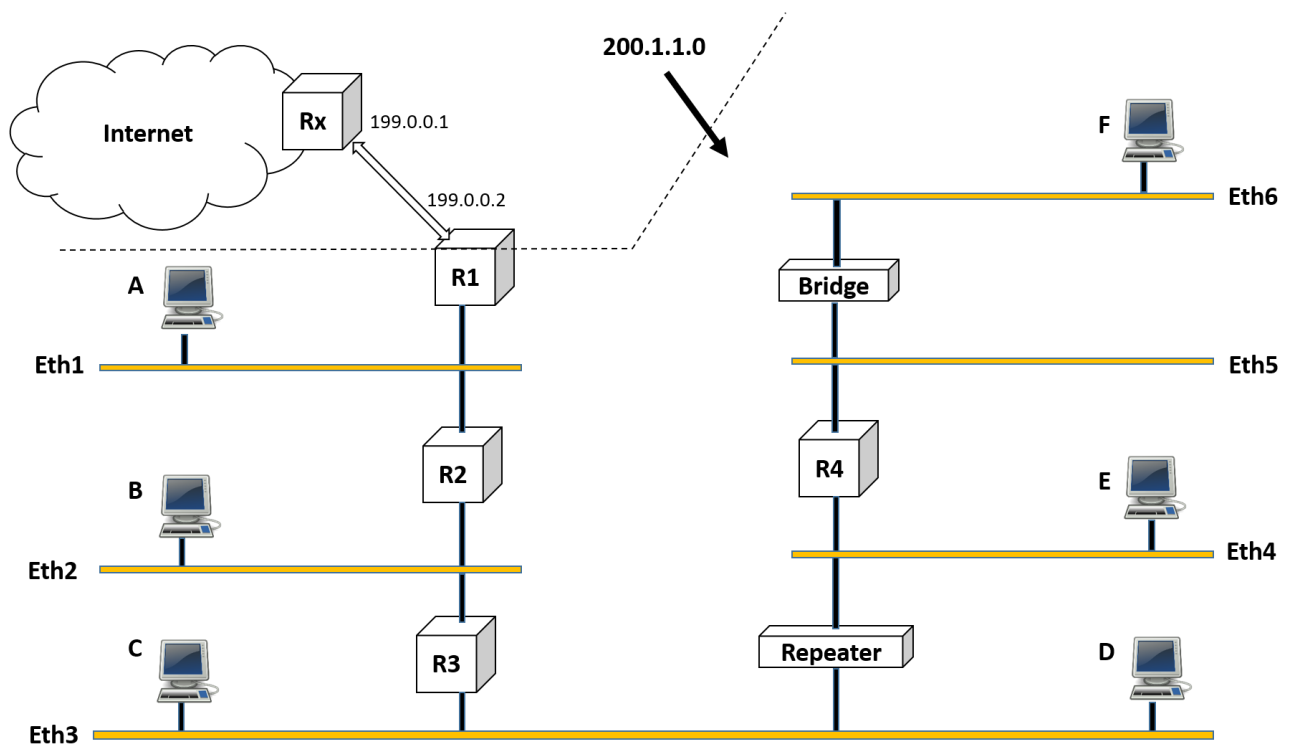 200.1.1.0
Internet
Rx
199.0.0.1
199.0.0.2
F
Eth6
A
R1
Bridge
Eth1
Eth5
B
R2
R4
E
Eth2
Eth4
C
R3
Repeater
D
Eth3